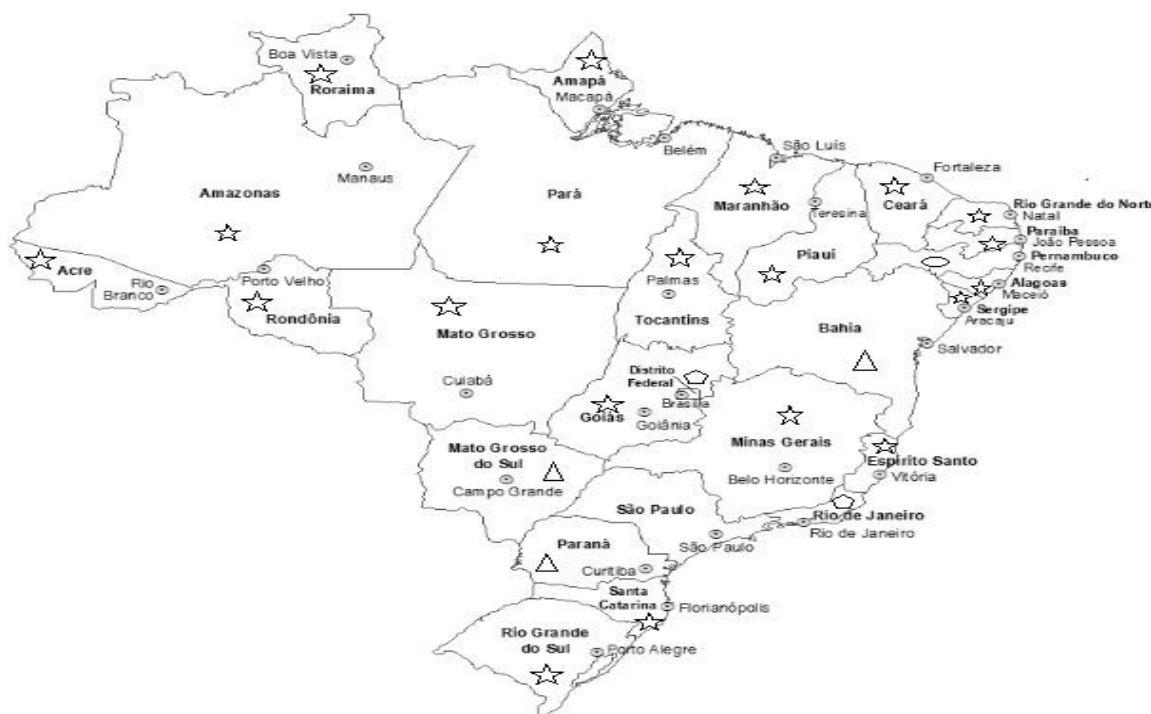 Boa Vista
Roraima
Amapá
Macapá
Belém
São Luís
Fortaleza
Manaus
Amazonas
Pará
Maranhão
Teresina
Ceará
Rio Grande do Norte
Natal
Paraíba
João Pessoa
Piauí
Pernambuco
Recife
Acre
Rio
Branco
Porto Velho
Palmas
Alagoas
Maceió
Rondônia
Mato Grosso
Tocantins
Bahia
Sergipe
Aracaju
Salvador
Cuiabá
Distrito
Federal
Brasília
Goiás
Goiânia
Minas Gerais
Mato Grosso
do Sul
Campo Grande
Belo Horizonte
Espírito Santo
Vitória
São Paulo
São Paulo
Rio de Janeiro
Rio de Janeiro
Paraná
Curitiba
Santa
Catarina
Florianópolis
Rio Grande
do Sul
Porto Alegre